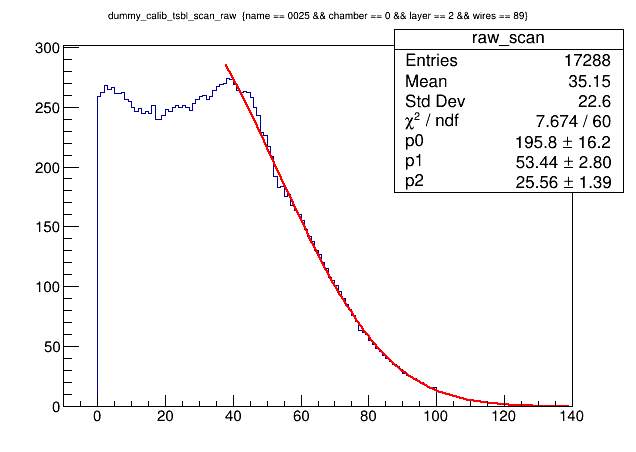 dummy_calib_tsbl_scan_raw {name == 0025 && chamber == 0 && layer == 2 && wires == 89}
raw_scan
Entries 17288
Mean 35.15
Std Dev 22.6
χ² / ndf 7.674 / 60
p0 195.8 ± 16.2
p1 53.44 ± 2.80
p2 25.56 ± 1.39
300
250
200
150
100
50
0
0 20 40 60 80 100 120 140